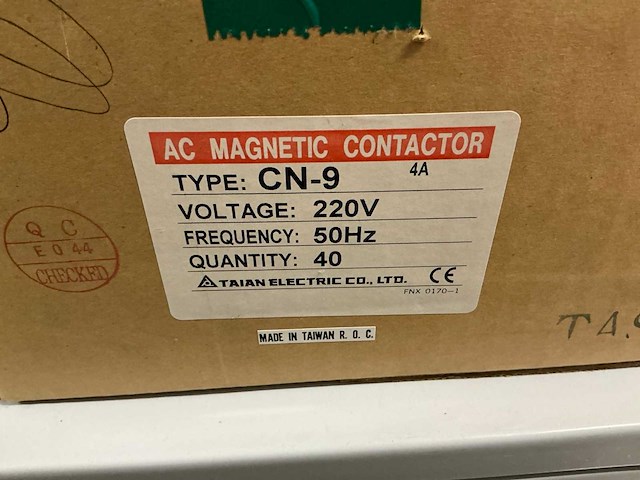 AC MAGNETIC CONTACTOR
TYPE: CN-9 4A
VOLTAGE: 220V
FREQUENCY: 50Hz
QUANTITY: 40
TAIAN ELECTRIC CO., LTD. CE
FNX 0170-1
Q C
E 0 44
CHECKED
MADE IN TAIWAN R. O. C.